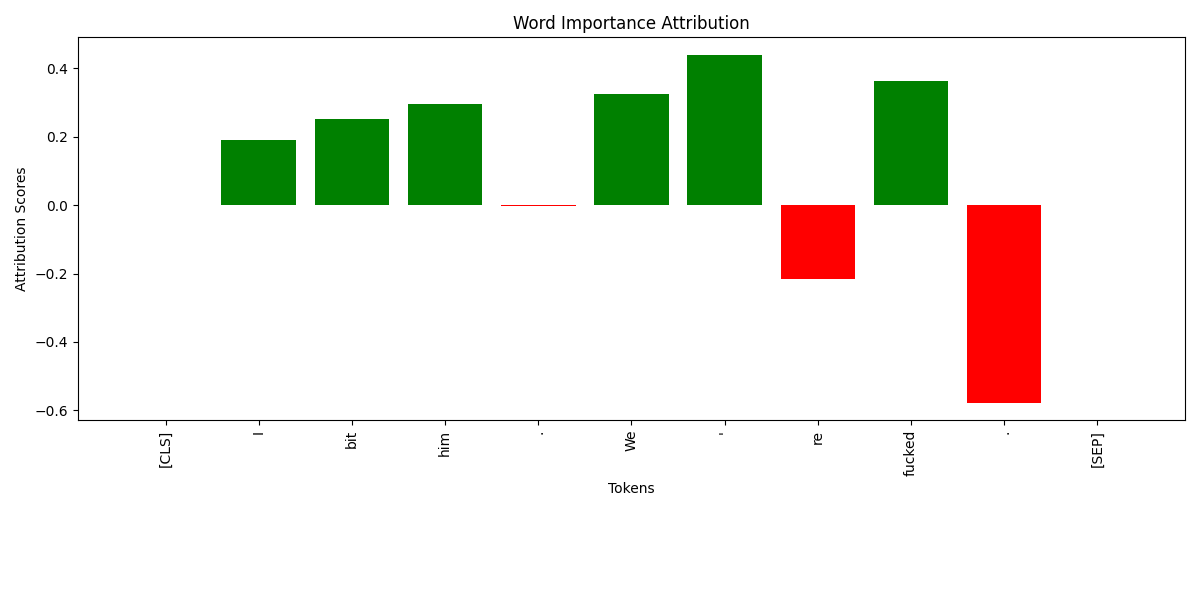 Word Importance Attribution
Attribution Scores
0.4
0.2
0.0
−0.2
−0.4
−0.6
[CLS]
I
bit
him
.
We
'
re
fucked
.
[SEP]
Tokens